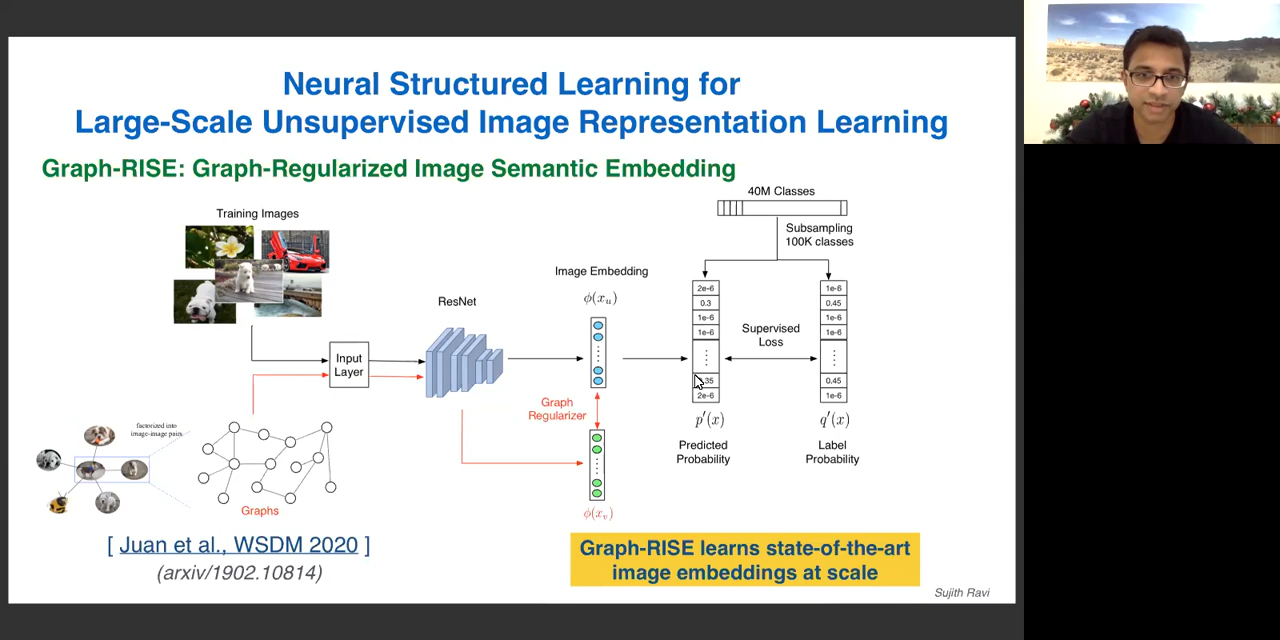 Neural Structured Learning for
Large-Scale Unsupervised Image Representation Learning
Graph-RISE: Graph-Regularized Image Semantic Embedding
40M Classes
Training Images
Subsampling
100K classes
Image Embedding
ϕ(x_u)
ResNet
2e-6
0.3
1e-6
1e-6
⋮
35
2e-6
1e-6
0.45
1e-6
1e-6
⋮
0.45
1e-6
Supervised
Loss
Input
Layer
Graph
Regularizer
p′(x)
q′(x)
Predicted
Probability
Label
Probability
factorized into
image-image pairs
Graphs
ϕ(x_v)
[ Juan et al., WSDM 2020 ]
(arxiv/1902.10814)
Graph-RISE learns state-of-the-art
image embeddings at scale
Sujith Ravi